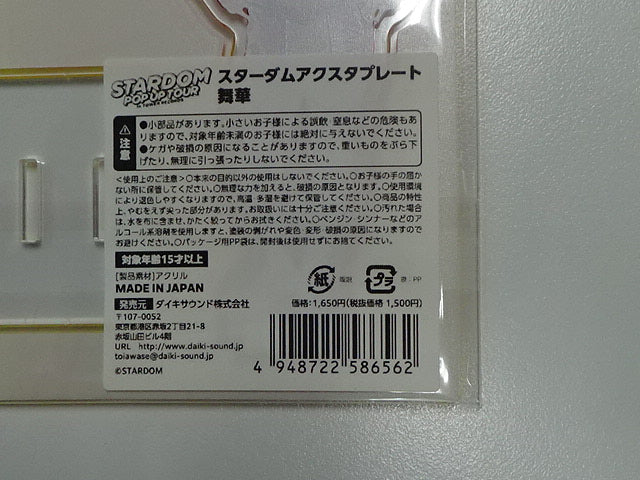 STARDOM
POP UP TOUR
スターダムアクスタプレート
舞華
注意
●小部品があります。小さいお子様による誤飲・窒息などの危険もあ
りますので、対象年齢未満のお子様には絶対に与えないでください。
●ケガや破損の原因になることがありますので、重いものをぶら下
げたり、無理に引っ張ったりしないでください。
<使用上のご注意>○本来の目的以外の使用はしないでください。○お子様の手の届か
ない所に保管してください。○無理な力を加えると、破損の原因となります。○使用環境
により退色しやすくなりますので、高温・多湿を避けて保管してください。○商品の特性
上、やむをえず尖った部分があります。お取扱いには十分ご注意ください。○汚れた場合
は、水を布に含ませ、かたく絞ってからお拭きください。○ベンジン・シンナーなどのア
ルコール系溶剤を使用しますと、塗装の剥がれや変色・変形・破損の原因になりますので
お避けください。○パッケージ用PP袋は、開封後は使用せずにお捨てください。
対象年齢15才以上
[製品素材]アクリル
MADE IN JAPAN
紙
プラ
袋:PP
発売元 ダイキサウンド株式会社
価格:1,650円(税抜価格 1,500円)
〒107-0052
東京都港区赤坂2丁目21-8
赤坂山田ビル4階
URL http://www.daiki-sound.jp/
toiawase@daiki-sound.jp
4 948722 586562
©STARDOM